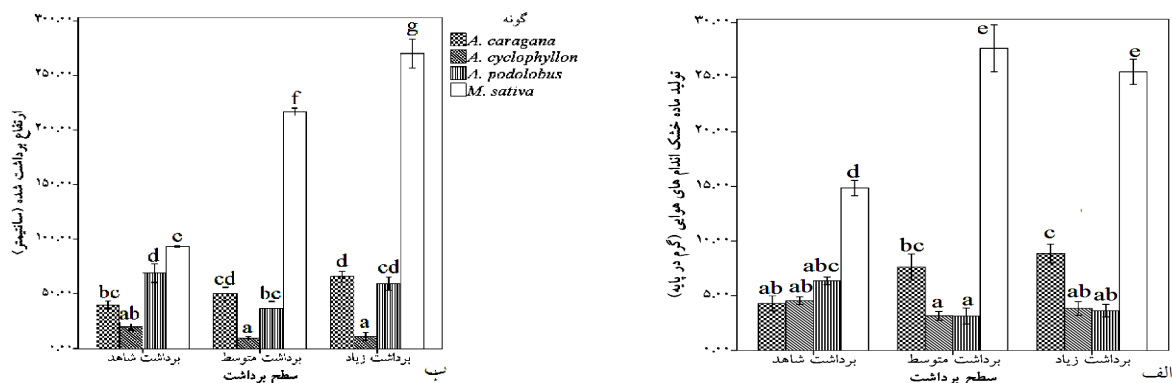 گونه
A. caragana
A. cyclophyllon
A. podolobus
M. sativa
ارتفاع برداشت شده (سانتیمتر)
۳۰۰.۰۰
۲۵۰.۰۰
۲۰۰.۰۰
۱۵۰.۰۰
۱۰۰.۰۰
۵۰.۰۰
.۰۰
bc
ab
d
c
cd
a
bc
f
d
a
cd
g
برداشت شاهد
برداشت متوسط
برداشت زیاد
سطح برداشت
ب
تولید ماده خشک اندام های هوایی (گرم در پایه)
۳۰.۰۰
۲۵.۰۰
۲۰.۰۰
۱۵.۰۰
۱۰.۰۰
۵.۰۰
.۰۰
ab
ab
abc
d
bc
a
a
e
c
ab
ab
e
برداشت شاهد
برداشت متوسط
برداشت زیاد
سطح برداشت
الف